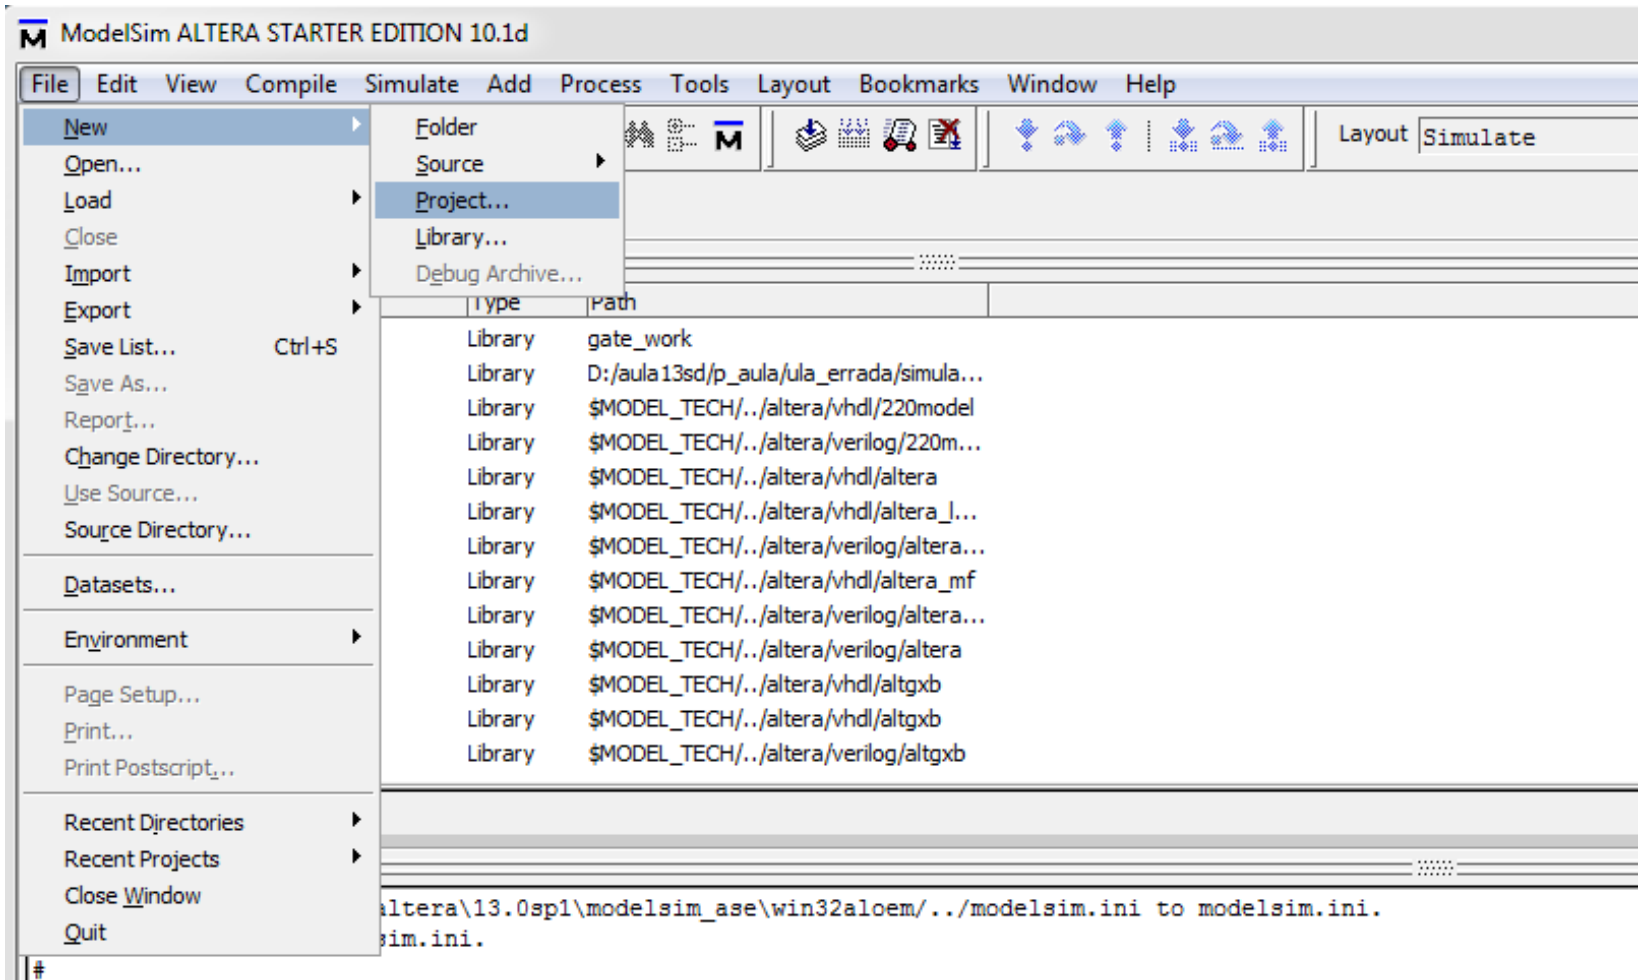 ModelSim ALTERA STARTER EDITION 10.1d
File Edit View Compile Simulate Add Process Tools Layout Bookmarks Window Help
New
Open...
Load
Close
Import
Export
Save List... Ctrl+S
Save As...
Report...
Change Directory...
Use Source...
Source Directory...
Datasets...
Environment
Page Setup...
Print...
Print Postscript...
Recent Directories
Recent Projects
Close Window
Quit
Folder
Source
Project...
Library...
Debug Archive...
Layout Simulate
Type Path
Library gate_work
Library D:/aula13sd/p_aula/ula_errada/simula...
Library $MODEL_TECH/../altera/vhdl/220model
Library $MODEL_TECH/../altera/verilog/220m...
Library $MODEL_TECH/../altera/vhdl/altera
Library $MODEL_TECH/../altera/vhdl/altera_l...
Library $MODEL_TECH/../altera/verilog/altera...
Library $MODEL_TECH/../altera/vhdl/altera_mf
Library $MODEL_TECH/../altera/verilog/altera...
Library $MODEL_TECH/../altera/verilog/altera
Library $MODEL_TECH/../altera/vhdl/altgxb
Library $MODEL_TECH/../altera/vhdl/altgxb
Library $MODEL_TECH/../altera/verilog/altgxb
altera\13.0sp1\modelsim_ase\win32aloem/../modelsim.ini to modelsim.ini.
sim.ini.
#